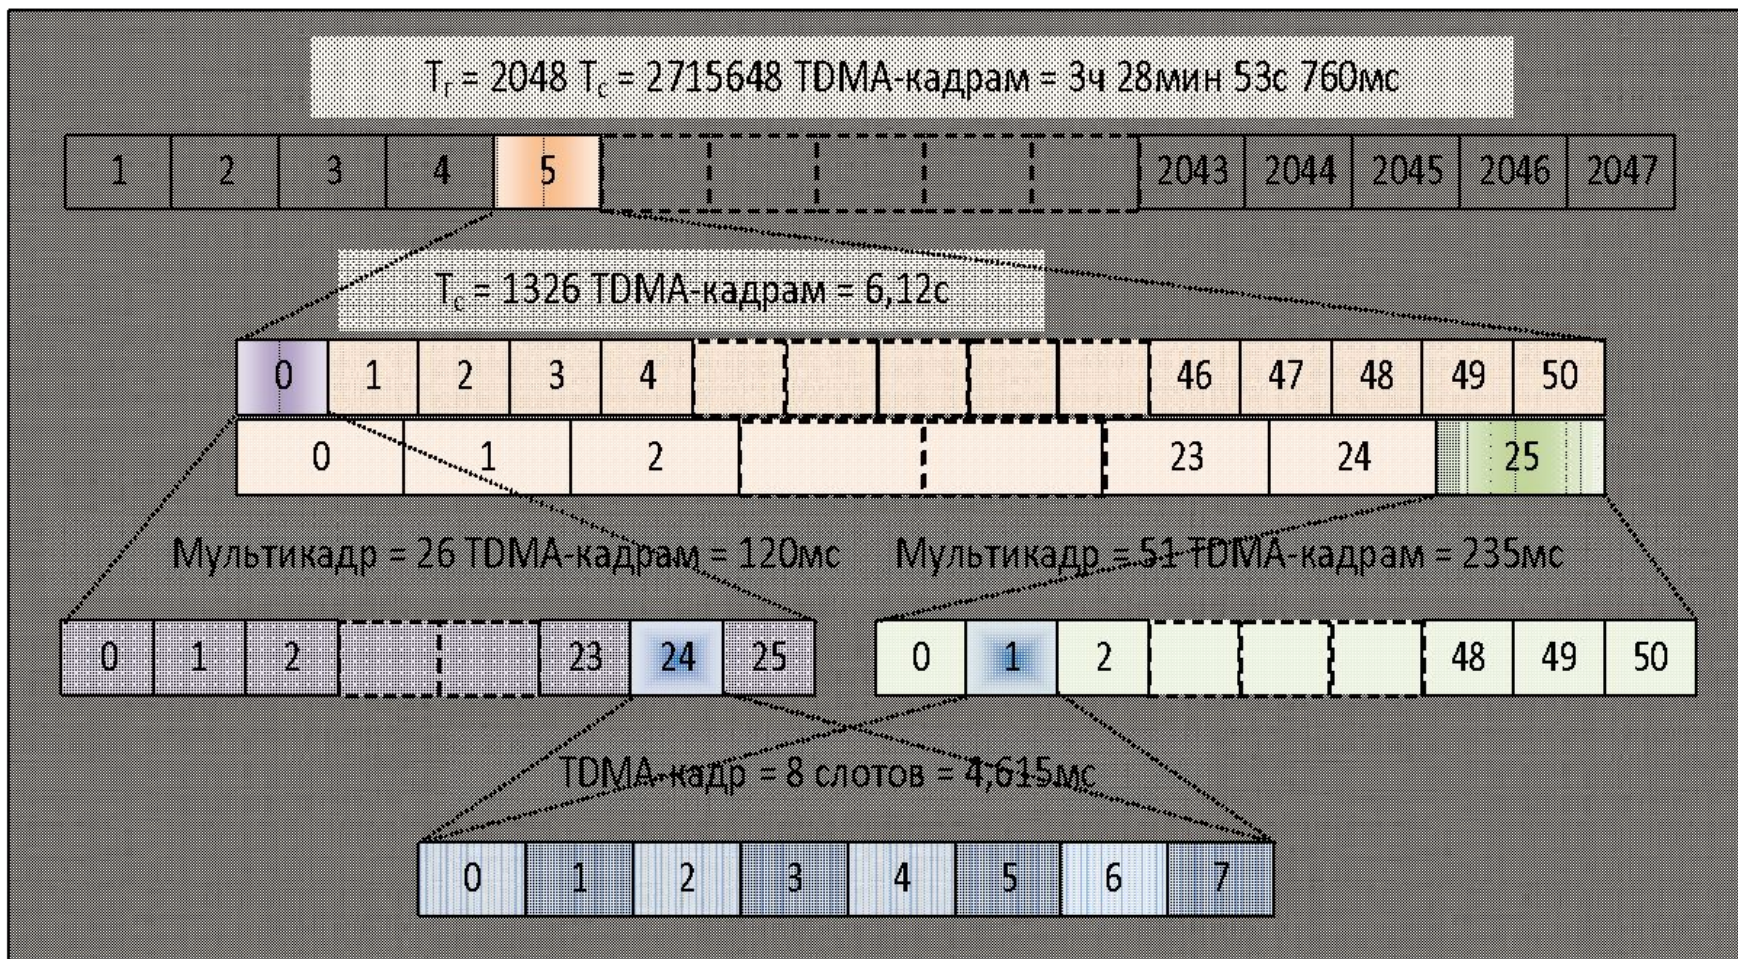 Tг = 2048 Tс = 2715648 TDMA-кадрам = 3ч 28мин 53с 760мс
1 2 3 4 5 2043 2044 2045 2046 2047
Tс = 1326 TDMA-кадрам = 6,12с
0 1 2 3 4 46 47 48 49 50
0 1 2 23 24 25
Мультикадр = 26 TDMA-кадрам = 120мс Мультикадр = 51 TDMA-кадрам = 235мс
0 1 2 23 24 25 0 1 2 48 49 50
TDMA-кадр = 8 слотов = 4,615мс
0 1 2 3 4 5 6 7